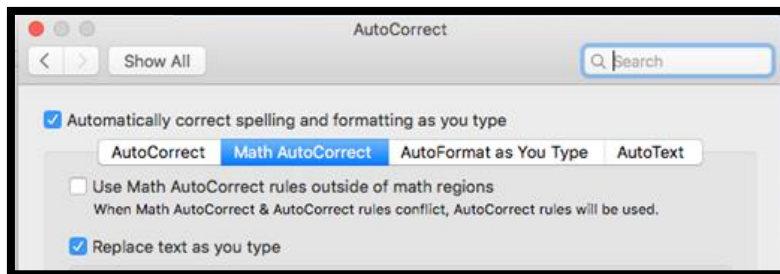 AutoCorrect
Show All
Search
Automatically correct spelling and formatting as you type
AutoCorrect Math AutoCorrect AutoFormat as You Type AutoText
Use Math AutoCorrect rules outside of math regions
When Math AutoCorrect & AutoCorrect rules conflict, AutoCorrect rules will be used.
Replace text as you type